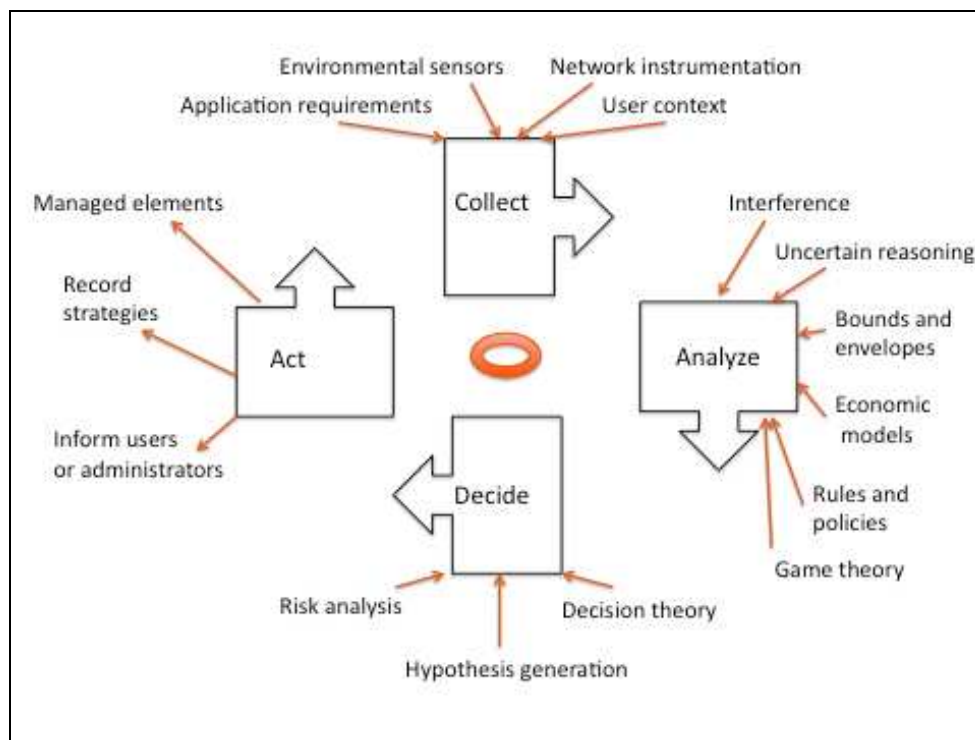 Environmental sensors
Network instrumentation
Application requirements
User context
Collect
Managed elements
Interference
Uncertain reasoning
Record
strategies
Act
Analyze
Bounds and
envelopes
Economic
models
Inform users
or administrators
Decide
Rules and
policies
Game theory
Risk analysis
Decision theory
Hypothesis generation